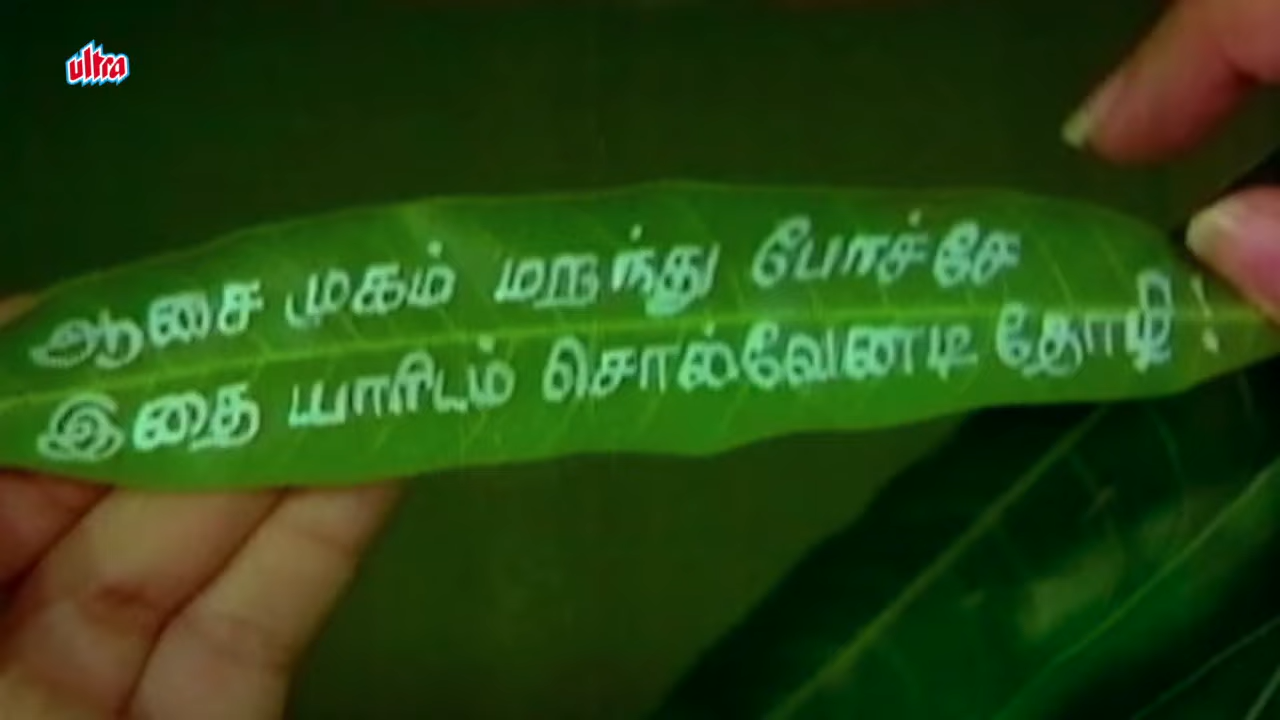 ultra
ஆசை முகம் மறந்து போச்சே
இதை யாரிடம் சொல்வேனடி தோழி!